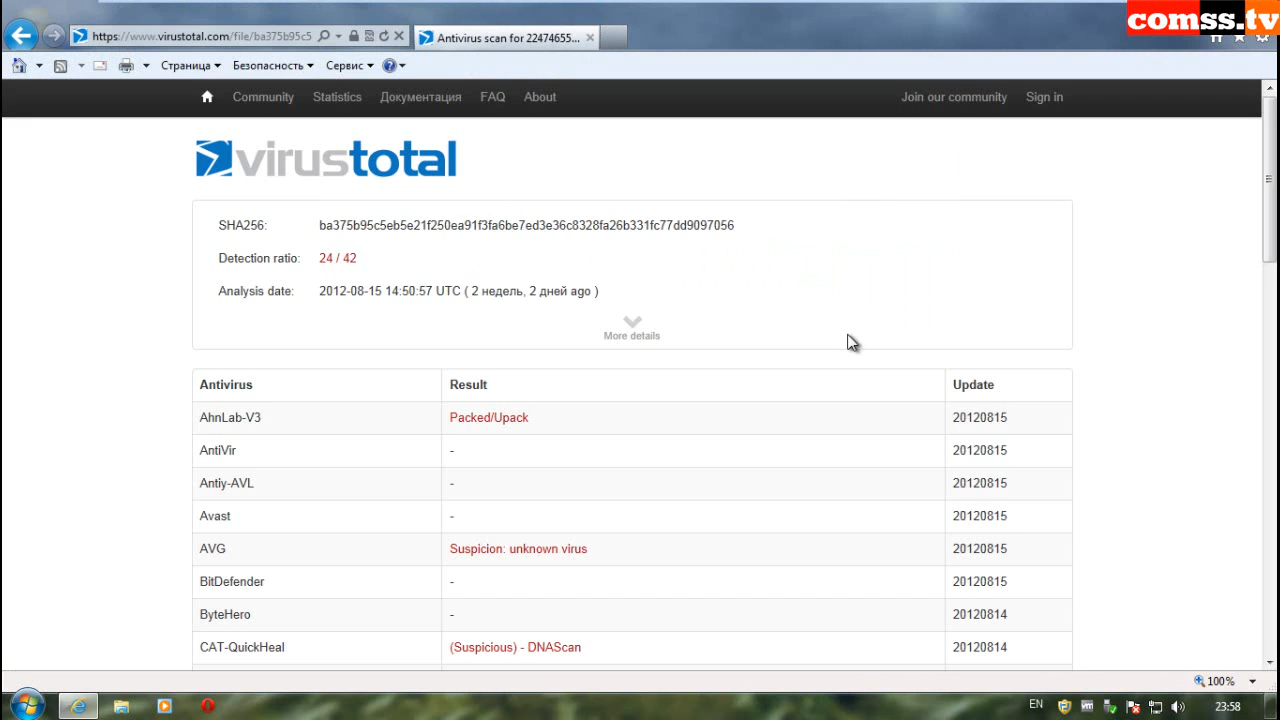 comss.tv
https://www.virustotal.com/file/ba375b95c5
Antivirus scan for 22474655...
Страница
Безопасность
Сервис
Community
Statistics
Документация
FAQ
About
Join our community
Sign in
virustotal
SHA256: ba375b95c5eb5e21f250ea91f3fa6be7ed3e36c8328fa26b331fc77dd9097056
Detection ratio: 24 / 42
Analysis date: 2012-08-15 14:50:57 UTC ( 2 недель, 2 дней ago )
More details
Antivirus Result Update
AhnLab-V3 Packed/Upack 20120815
AntiVir - 20120815
Antiy-AVL - 20120815
Avast - 20120815
AVG Suspicion: unknown virus 20120815
BitDefender - 20120815
ByteHero - 20120814
CAT-QuickHeal (Suspicious) - DNAScan 20120814
100%
EN
23:58